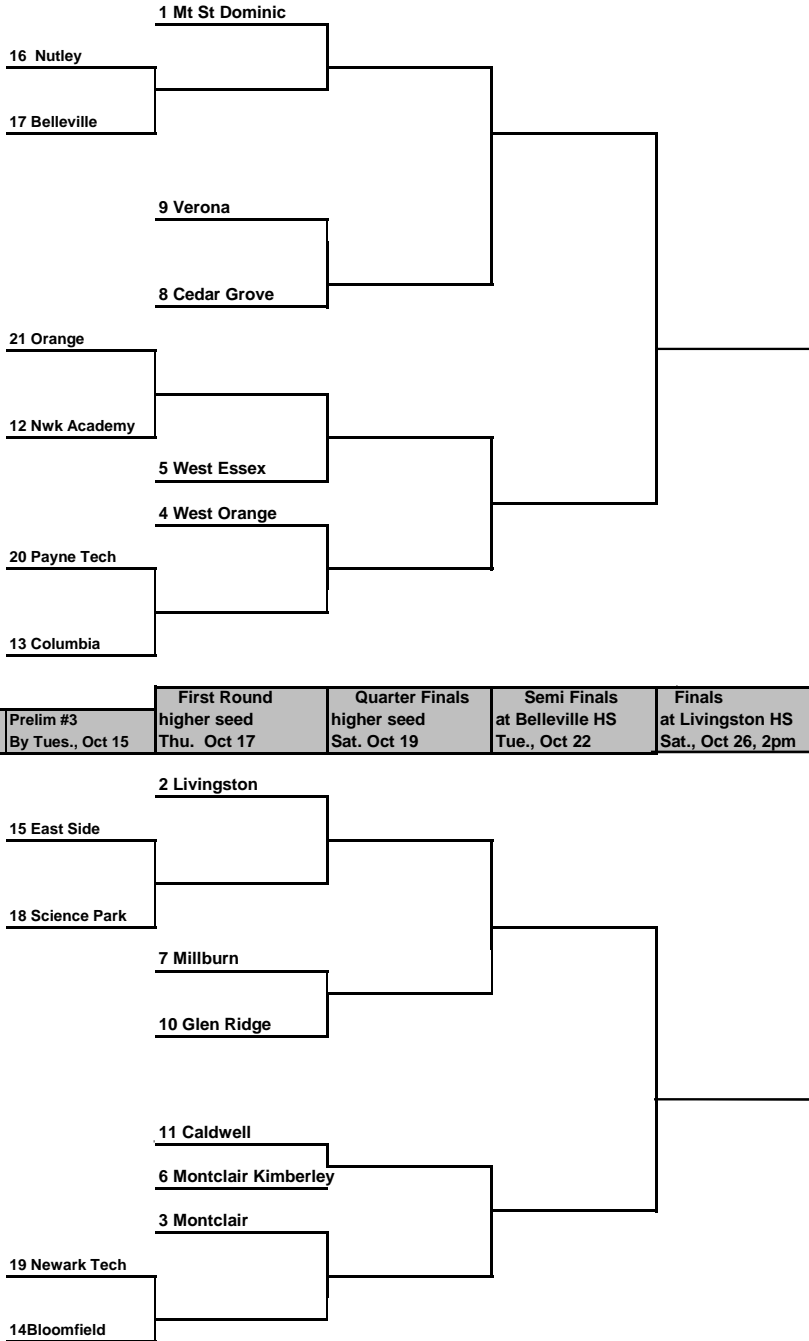 1 Mt St Dominic
16 Nutley
17 Belleville
9 Verona
8 Cedar Grove
21 Orange
12 Nwk Academy
5 West Essex
4 West Orange
20 Payne Tech
13 Columbia
First Round Quarter Finals Semi Finals Finals
Prelim #3 higher seed higher seed at Belleville HS at Livingston HS
By Tues., Oct 15 Thu. Oct 17 Sat. Oct 19 Tue., Oct 22 Sat., Oct 26, 2pm
2 Livingston
15 East Side
18 Science Park
7 Millburn
10 Glen Ridge
11 Caldwell
6 Montclair Kimberley
3 Montclair
19 Newark Tech
14Bloomfield